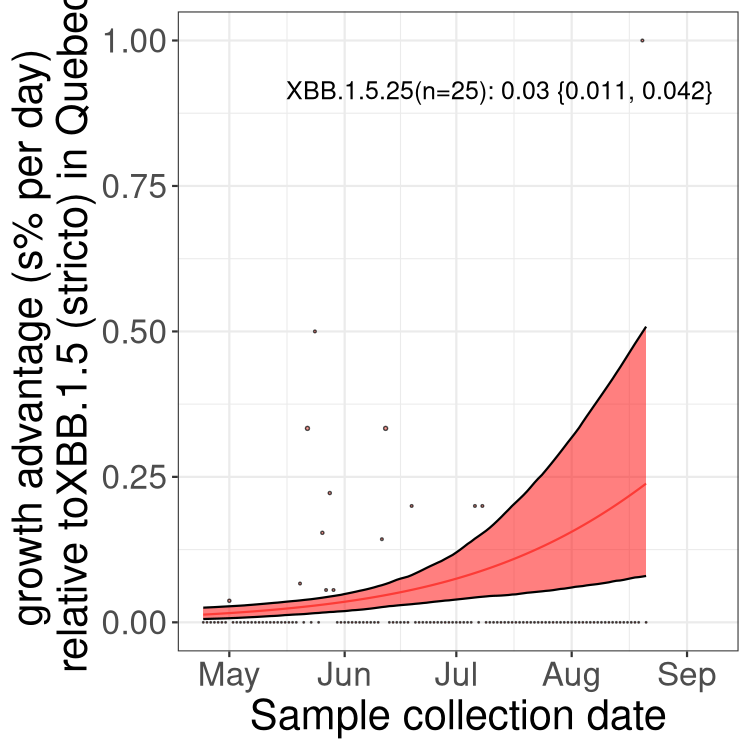 growth advantage (s% per day)
relative toXBB.1.5 (stricto) in Quebec
1.00
0.75
0.50
0.25
0.00
XBB.1.5.25(n=25): 0.03 {0.011, 0.042}
May Jun Jul Aug Sep
Sample collection date